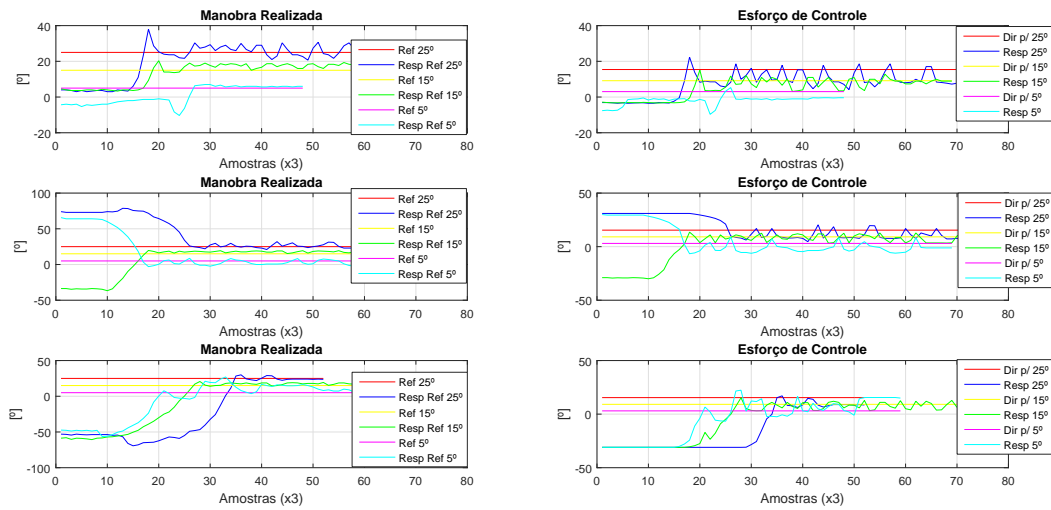 Manobra Realizada
40
20
0
-20
[º]
0 10 20 30 40 50 60 70 80
Amostras (x3)
Ref 25º
Resp Ref 25º
Ref 15º
Resp Ref 15º
Ref 5º
Resp Ref 5º
Esforço de Controle
40
20
0
-20
[º]
0 10 20 30 40 50 60 70 80
Amostras (x3)
Dir p/ 25º
Resp 25º
Dir p/ 15º
Resp 15º
Dir p/ 5º
Resp 5º
Manobra Realizada
100
50
0
-50
[º]
0 10 20 30 40 50 60 70 80
Amostras (x3)
Ref 25º
Resp Ref 25º
Ref 15º
Resp Ref 15º
Ref 5º
Resp Ref 5º
Esforço de Controle
50
0
-50
[º]
0 10 20 30 40 50 60 70 80
Amostras (x3)
Dir p/ 25º
Resp 25º
Dir p/ 15º
Resp 15º
Dir p/ 5º
Resp 5º
Manobra Realizada
50
0
-50
-100
[º]
0 10 20 30 40 50 60 70 80
Amostras (x3)
Ref 25º
Resp Ref 25º
Ref 15º
Resp Ref 15º
Ref 5º
Resp Ref 5º
Esforço de Controle
50
0
-50
[º]
0 10 20 30 40 50 60 70 80
Amostras (x3)
Dir p/ 25º
Resp 25º
Dir p/ 15º
Resp 15º
Dir p/ 5º
Resp 5º